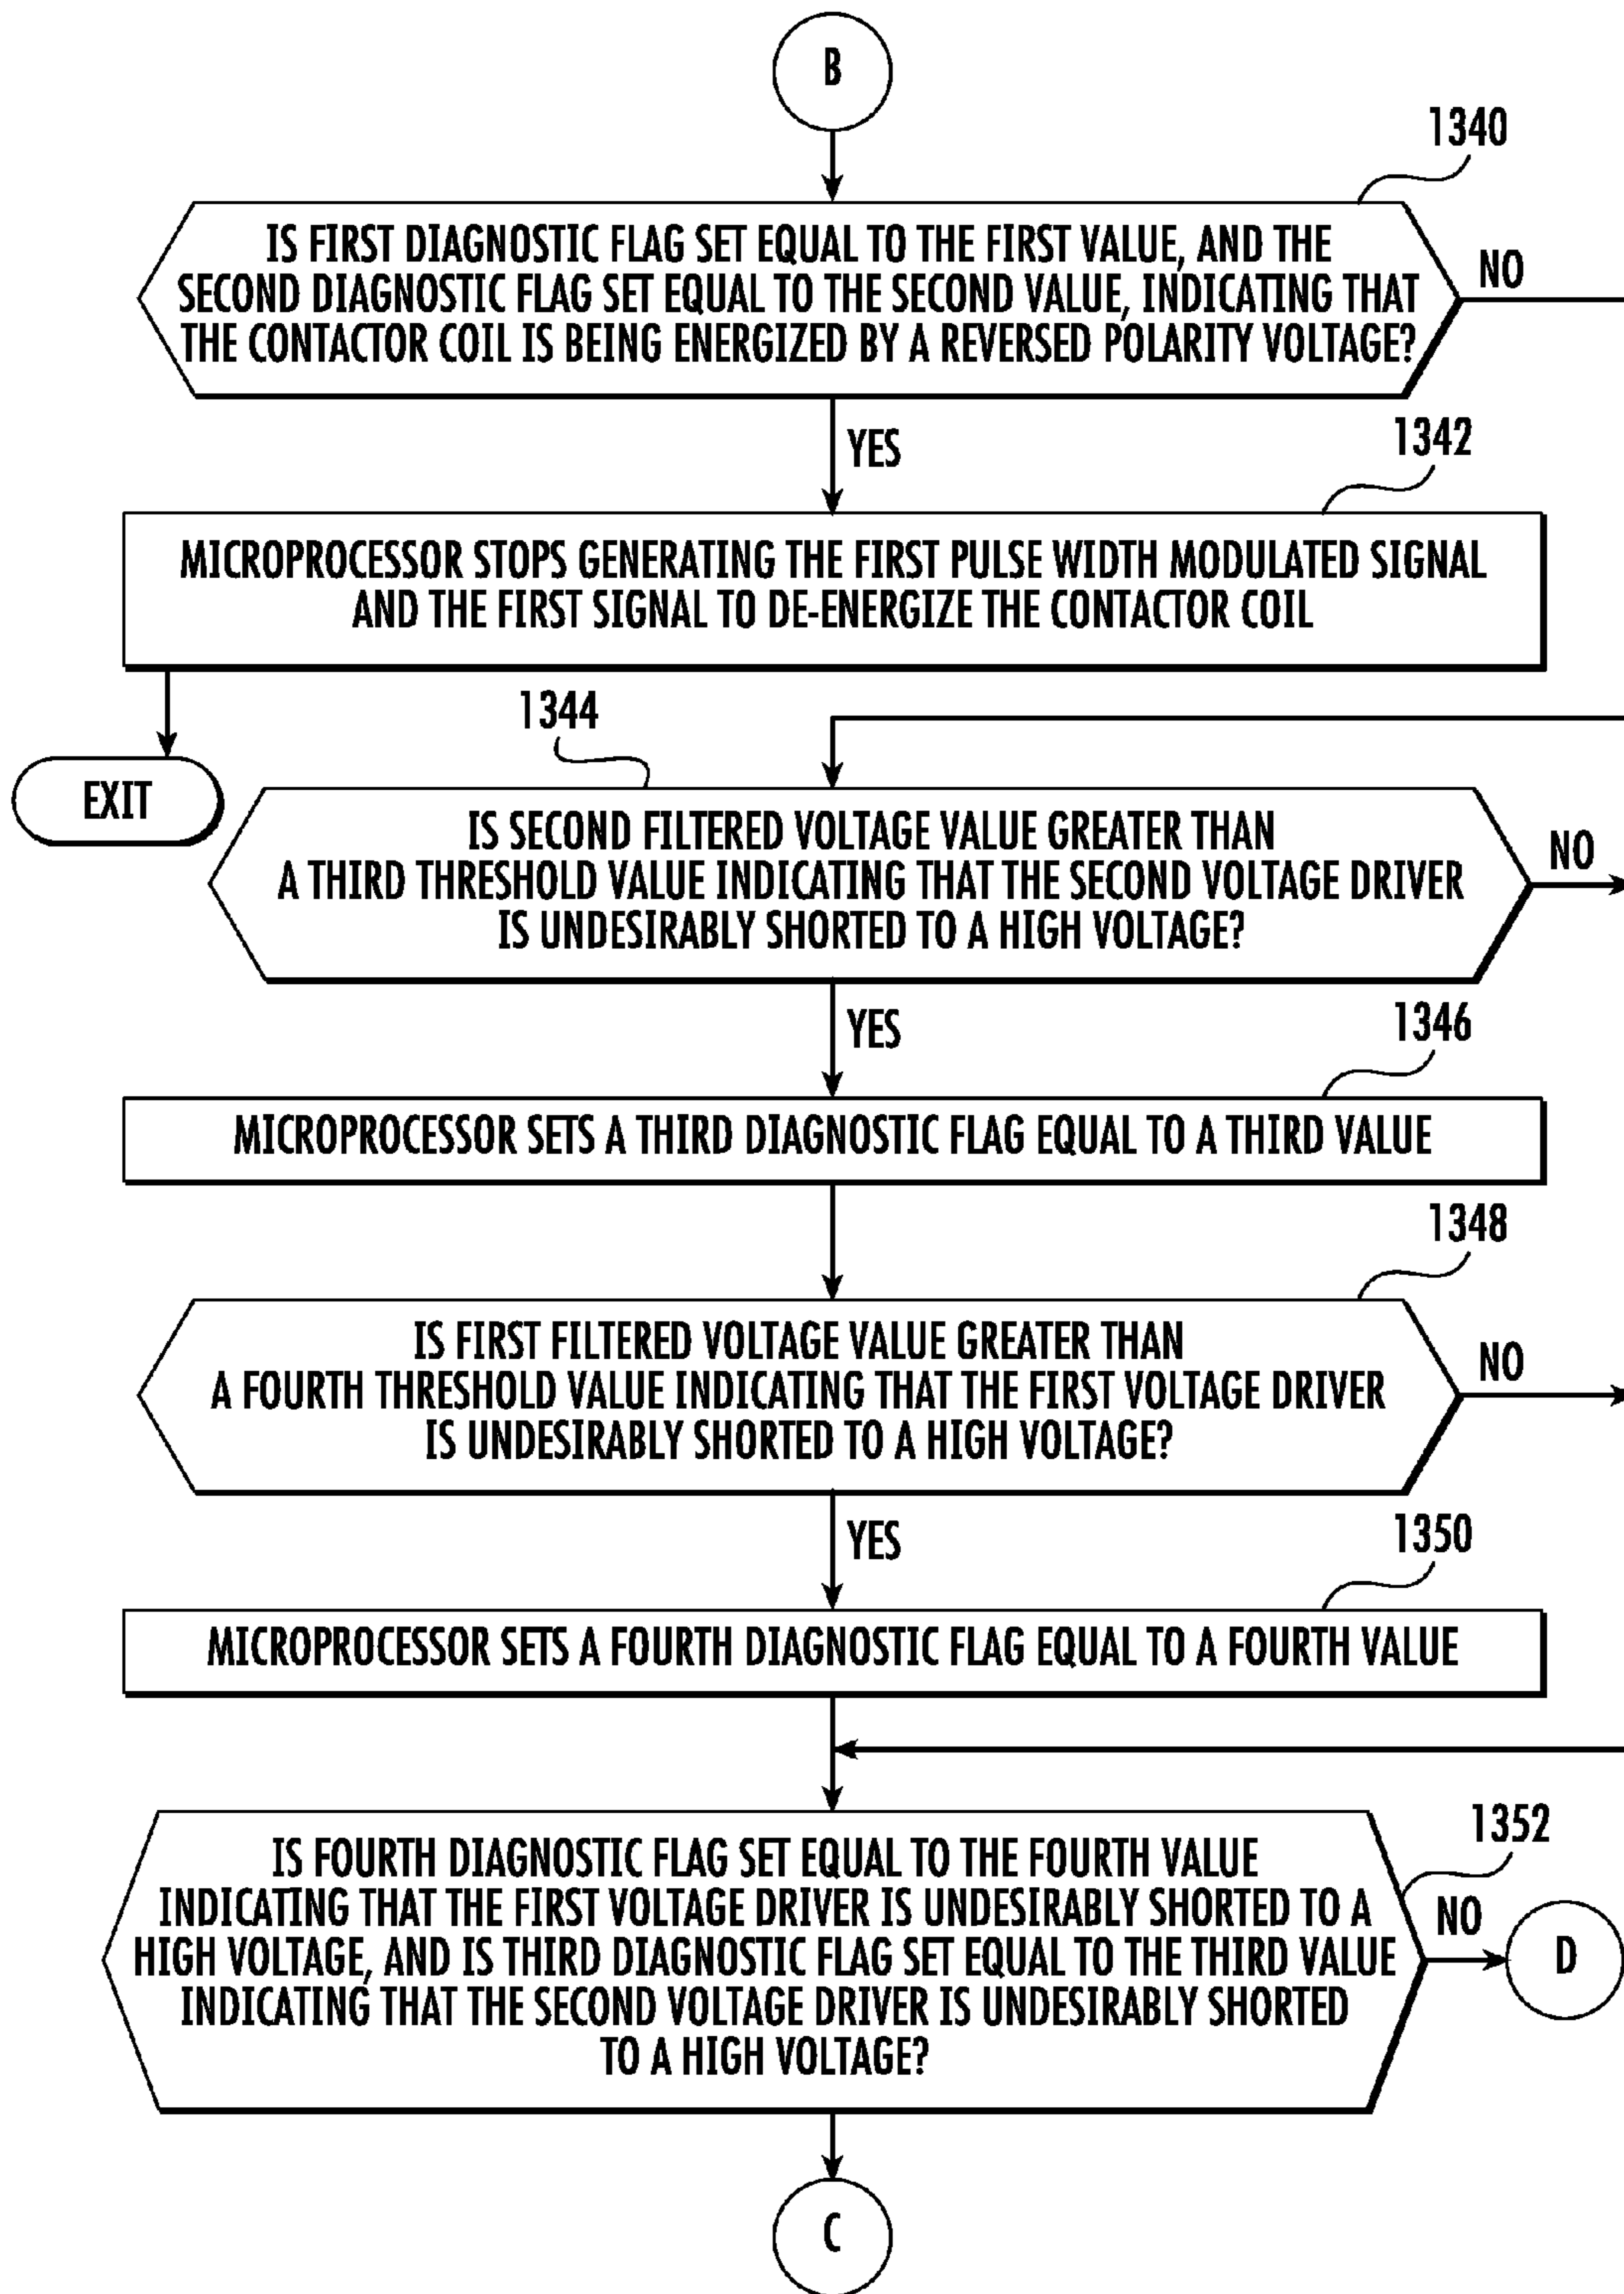 B
1340
IS FIRST DIAGNOSTIC FLAG SET EQUAL TO THE FIRST VALUE, AND THE
SECOND DIAGNOSTIC FLAG SET EQUAL TO THE SECOND VALUE, INDICATING THAT
THE CONTACTOR COIL IS BEING ENERGIZED BY A REVERSED POLARITY VOLTAGE?
NO
YES
1342
MICROPROCESSOR STOPS GENERATING THE FIRST PULSE WIDTH MODULATED SIGNAL
AND THE FIRST SIGNAL TO DE-ENERGIZE THE CONTACTOR COIL
EXIT
1344
IS SECOND FILTERED VOLTAGE VALUE GREATER THAN
A THIRD THRESHOLD VALUE INDICATING THAT THE SECOND VOLTAGE DRIVER
IS UNDESIRABLY SHORTED TO A HIGH VOLTAGE?
NO
YES
1346
MICROPROCESSOR SETS A THIRD DIAGNOSTIC FLAG EQUAL TO A THIRD VALUE
1348
IS FIRST FILTERED VOLTAGE VALUE GREATER THAN
A FOURTH THRESHOLD VALUE INDICATING THAT THE FIRST VOLTAGE DRIVER
IS UNDESIRABLY SHORTED TO A HIGH VOLTAGE?
NO
YES
1350
MICROPROCESSOR SETS A FOURTH DIAGNOSTIC FLAG EQUAL TO A FOURTH VALUE
1352
IS FOURTH DIAGNOSTIC FLAG SET EQUAL TO THE FOURTH VALUE
INDICATING THAT THE FIRST VOLTAGE DRIVER IS UNDESIRABLY SHORTED TO A
HIGH VOLTAGE, AND IS THIRD DIAGNOSTIC FLAG SET EQUAL TO THE THIRD VALUE
INDICATING THAT THE SECOND VOLTAGE DRIVER IS UNDESIRABLY SHORTED
TO A HIGH VOLTAGE?
NO
D
C